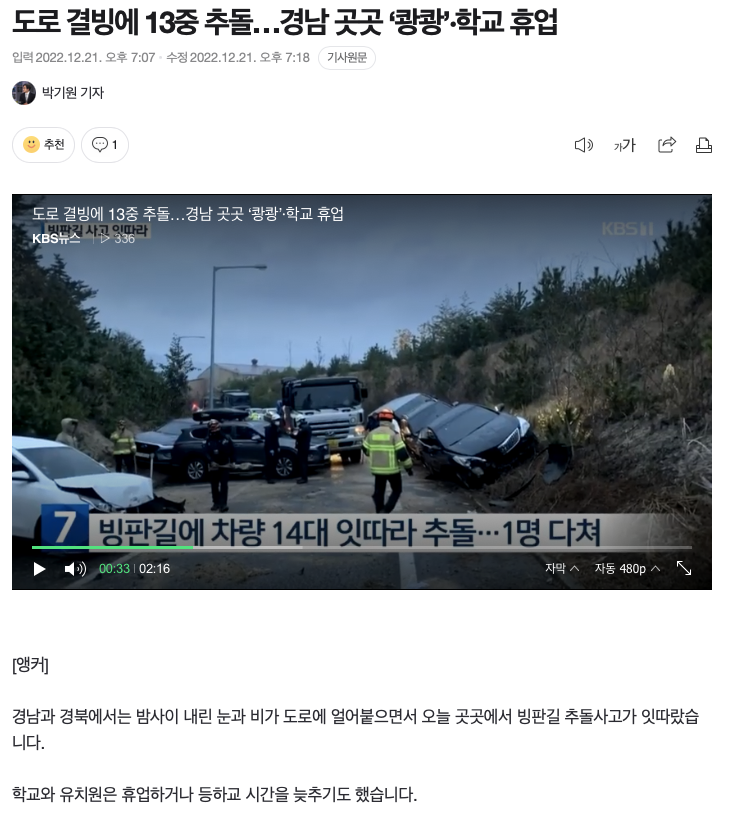 도로 결빙에 13중 추돌…경남 곳곳 ‘쾅쾅’·학교 휴업
입력 2022.12.21. 오후 7:07 · 수정 2022.12.21. 오후 7:18 기사원문
박기원 기자
추천 1
가가
도로 결빙에 13중 추돌…경남 곳곳 ‘쾅쾅’·학교 휴업
빙판길 사고 잇따라
KBS뉴스 336
KBS 1
7 빙판길에 차량 14대 잇따라 추돌…1명 다쳐
00:33 02:16 자막 자동 480p
[앵커]
경남과 경북에서는 밤사이 내린 눈과 비가 도로에 얼어붙으면서 오늘 곳곳에서 빙판길 추돌사고가 잇따랐습
니다.
학교와 유치원은 휴업하거나 등하교 시간을 늦추기도 했습니다.